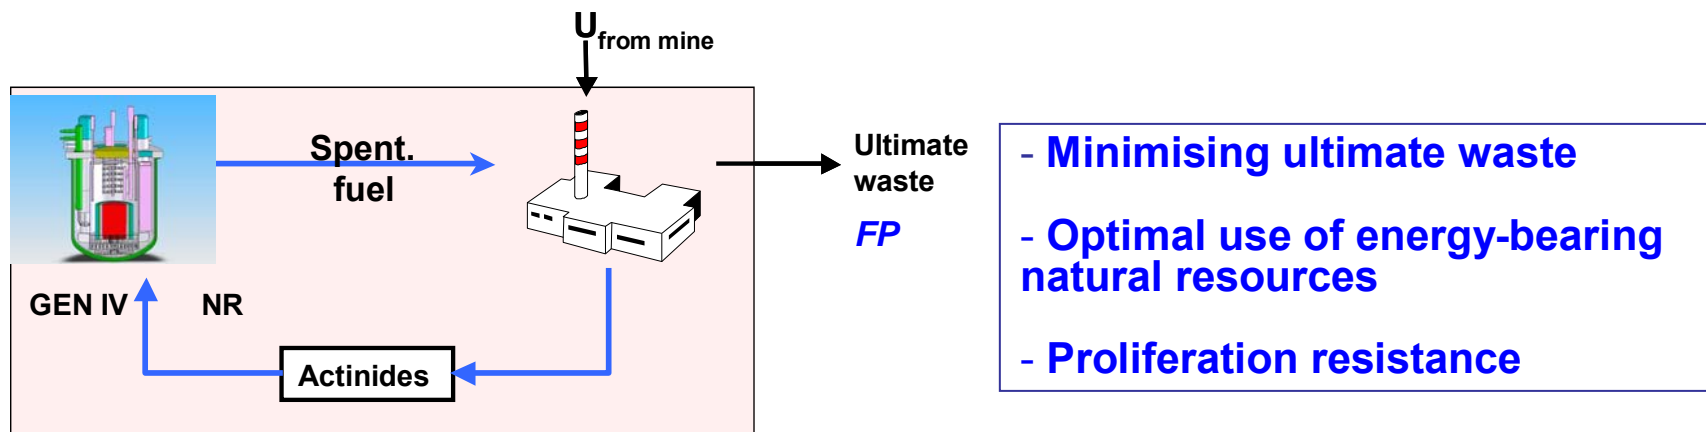 U from mine
Spent.
fuel
Ultimate
waste
FP
GEN IV NR
Actinides
- Minimising ultimate waste
- Optimal use of energy-bearing
natural resources
- Proliferation resistance